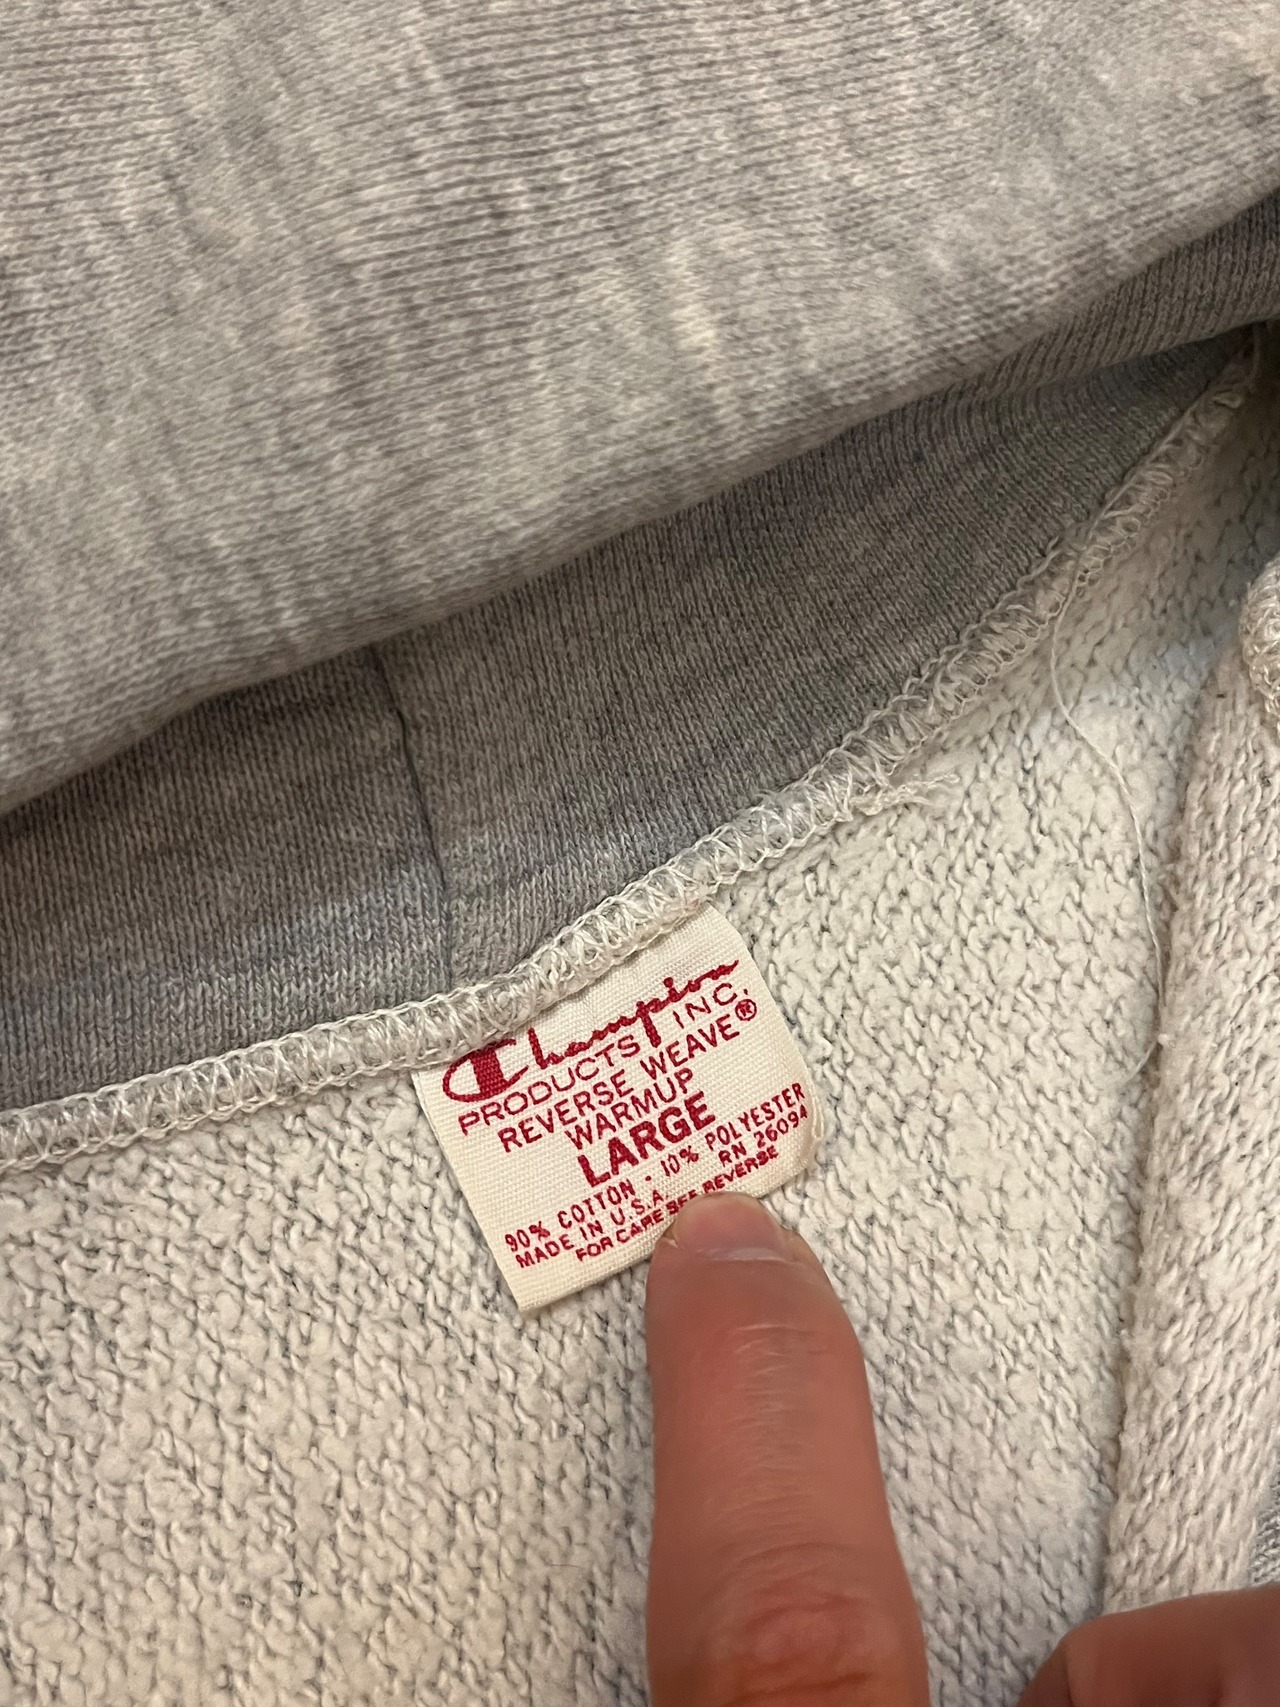 Champion
PRODUCTS INC.
REVERSE WEAVE®
WARMUP
LARGE
90% COTTON · 10% POLYESTER
MADE IN U.S.A. RN 26094
FOR CARE SEE REVERSE